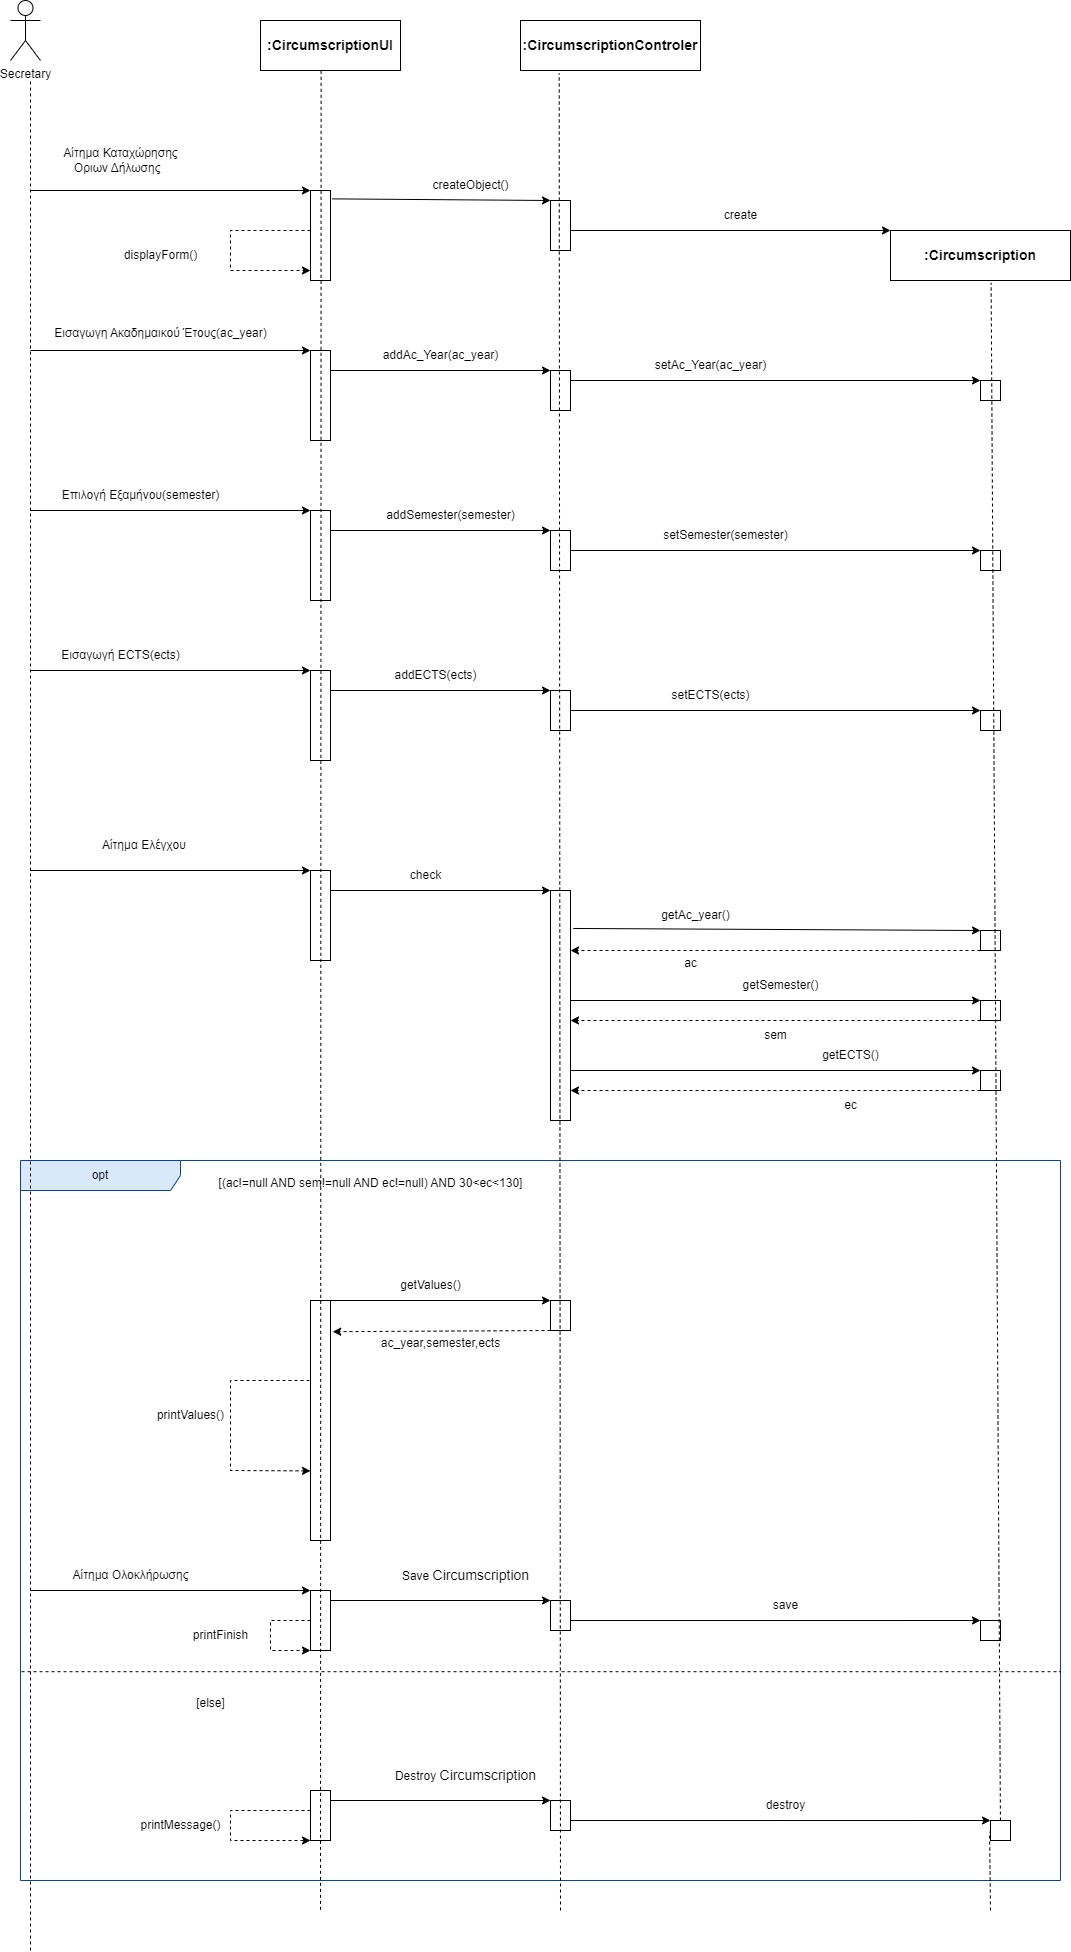 Secretary
:CircumscriptionUI
:CircumscriptionControler
Αίτημα Καταχώρησης
Οριων Δήλωσης
createObject()
create
displayForm()
:Circumscription
Εισαγωγη Ακαδημαικού Έτους(ac_year)
addAc_Year(ac_year)
setAc_Year(ac_year)
Επιλογή Εξαμήνου(semester)
addSemester(semester)
setSemester(semester)
Εισαγωγή ECTS(ects)
addECTS(ects)
setECTS(ects)
Αίτημα Ελέγχου
check
getAc_year()
ac
getSemester()
sem
getECTS()
ec
opt
[(ac!=null AND sem!=null AND ec!=null) AND 30<ec<130]
getValues()
ac_year,semester,ects
printValues()
Αίτημα Ολοκλήρωσης
Save Circumscription
save
printFinish
[else]
Destroy Circumscription
destroy
printMessage()